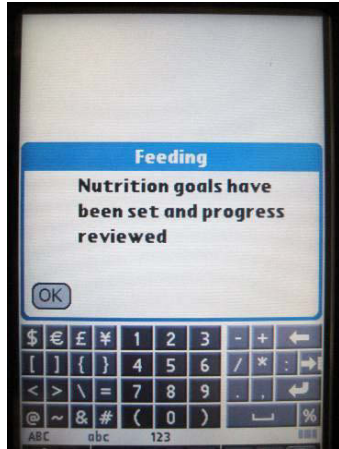 Feeding
Nutrition goals have
been set and progress
reviewed
OK
$ € £ ¥ 1 2 3 - + ←
[ ] { } 4 5 6 / * : →
< > \ = 7 8 9 . , ↵
@ ~ & # ( 0 ) %
ABC abc 123